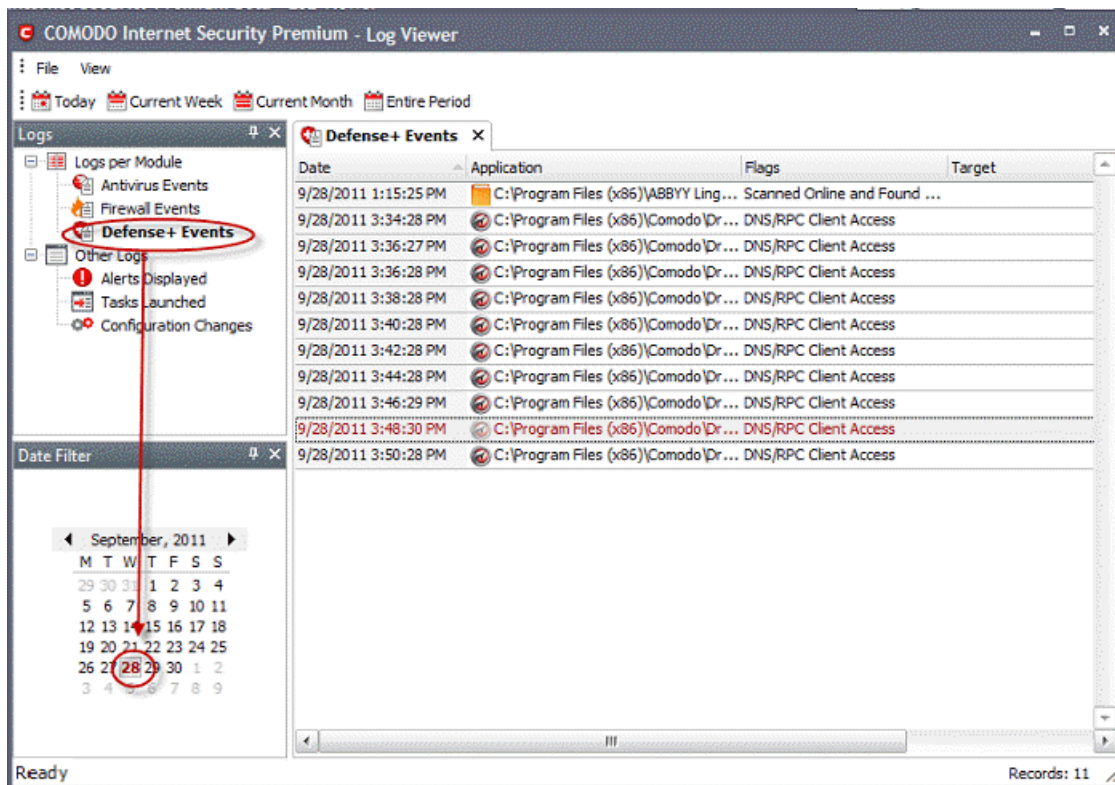 COMODO Internet Security Premium - Log Viewer
File View
Today Current Week Current Month Entire Period
Logs
Logs per Module
Antivirus Events
Firewall Events
Defense+ Events
Other Logs
Alerts Displayed
Tasks Launched
Configuration Changes
Date Filter
September, 2011
M T W T F S S
29 30 31 1 2 3 4
5 6 7 8 9 10 11
12 13 14 15 16 17 18
19 20 21 22 23 24 25
26 27 28 29 30 1 2
3 4 5 6 7 8 9
Defense+ Events
Date Application Flags Target
9/28/2011 1:15:25 PM C:\Program Files (x86)\ABBYY Ling... Scanned Online and Found ...
9/28/2011 3:34:28 PM C:\Program Files (x86)\Comodo\Dr... DNS/RPC Client Access
9/28/2011 3:36:27 PM C:\Program Files (x86)\Comodo\Dr... DNS/RPC Client Access
9/28/2011 3:36:28 PM C:\Program Files (x86)\Comodo\Dr... DNS/RPC Client Access
9/28/2011 3:38:28 PM C:\Program Files (x86)\Comodo\Dr... DNS/RPC Client Access
9/28/2011 3:40:28 PM C:\Program Files (x86)\Comodo\Dr... DNS/RPC Client Access
9/28/2011 3:42:28 PM C:\Program Files (x86)\Comodo\Dr... DNS/RPC Client Access
9/28/2011 3:44:28 PM C:\Program Files (x86)\Comodo\Dr... DNS/RPC Client Access
9/28/2011 3:46:29 PM C:\Program Files (x86)\Comodo\Dr... DNS/RPC Client Access
9/28/2011 3:48:30 PM C:\Program Files (x86)\Comodo\Dr... DNS/RPC Client Access
9/28/2011 3:50:28 PM C:\Program Files (x86)\Comodo\Dr... DNS/RPC Client Access
Ready
Records: 11